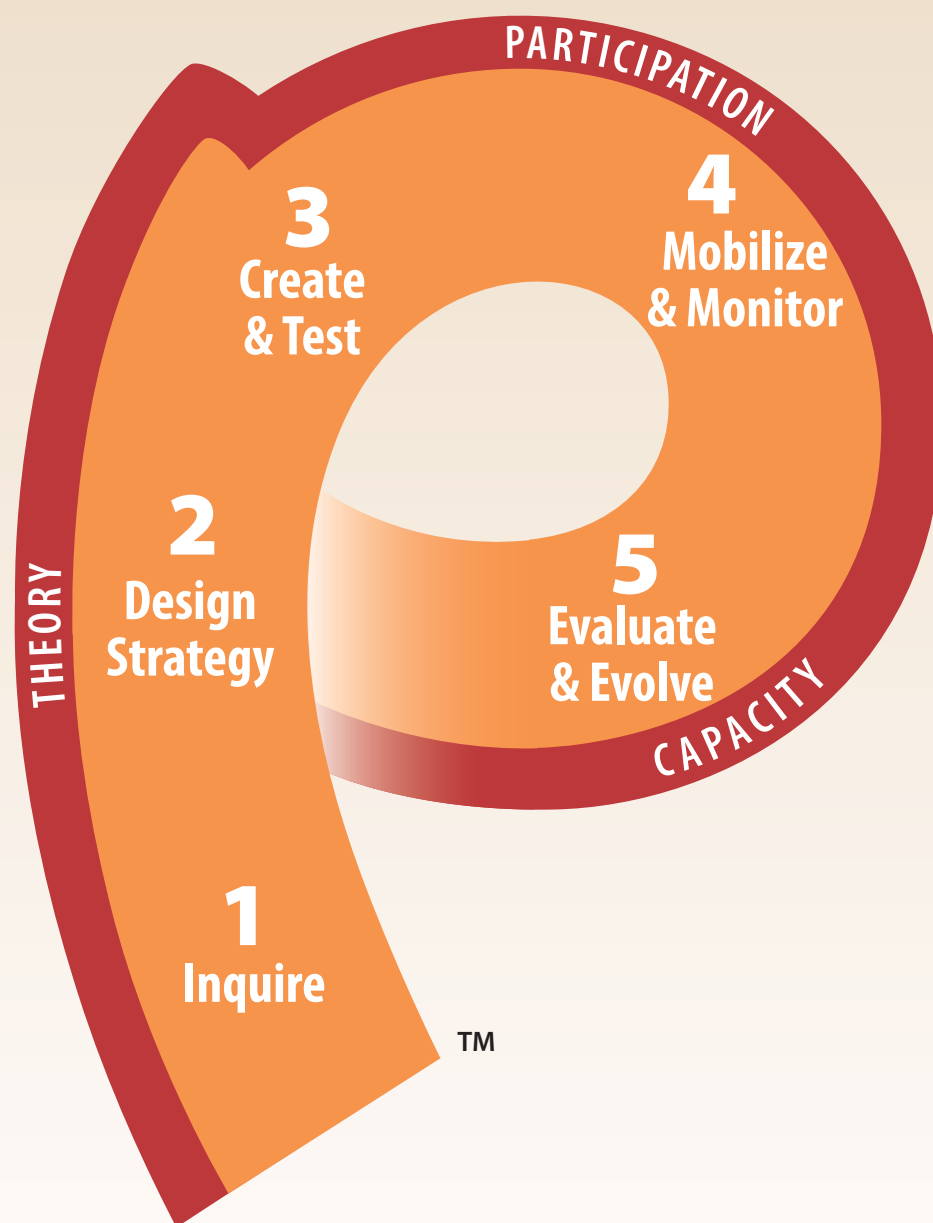 PARTICIPATION
3
Create
& Test
4
Mobilize
& Monitor
2
Design
Strategy
5
Evaluate
& Evolve
THEORY
CAPACITY
1
Inquire
TM